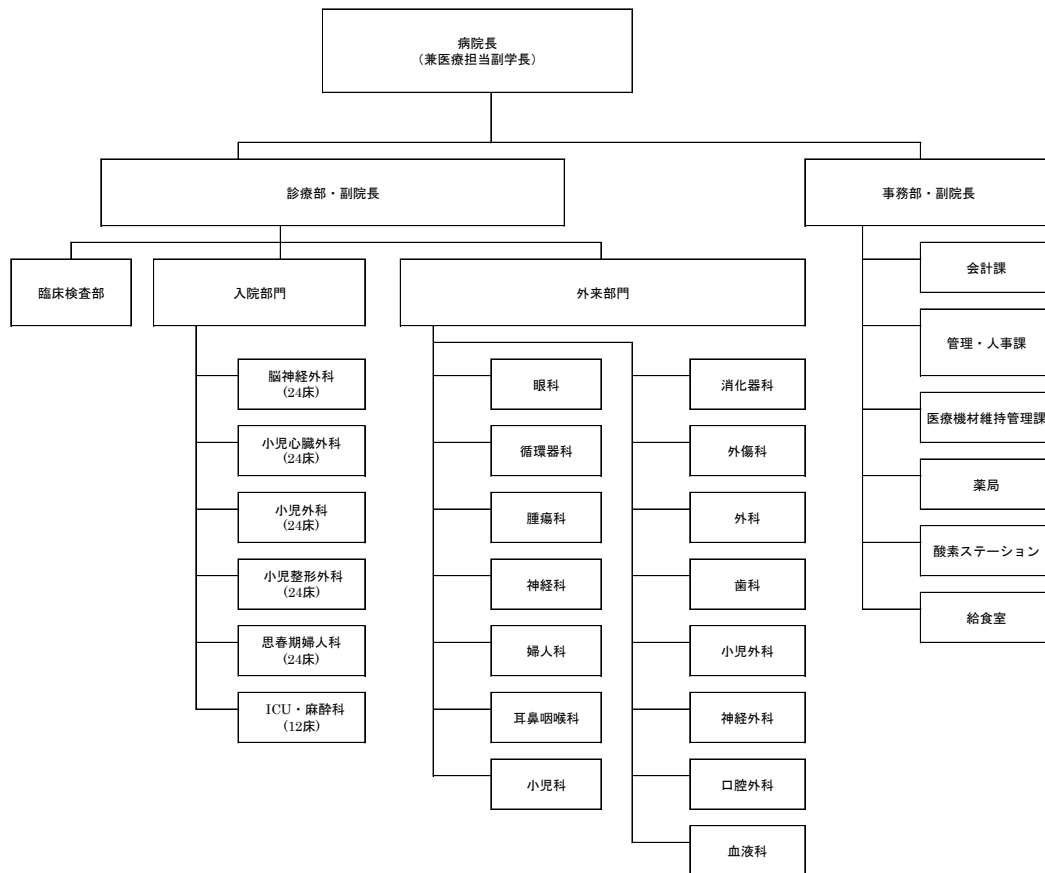 病院長
（兼医療担当副学長）
診療部・副院長
事務部・副院長
臨床検査部
入院部門
外来部門
脳神経外科
(24床)
小児心臓外科
(24床)
小児外科
(24床)
小児整形外科
(24床)
思春期婦人科
(24床)
ICU・麻酔科
(12床)
眼科
循環器科
腫瘍科
神経科
婦人科
耳鼻咽喉科
小児科
消化器科
外傷科
外科
歯科
小児外科
神経外科
口腔外科
血液科
会計課
管理・人事課
医療機材維持管理課
薬局
酸素ステーション
給食室